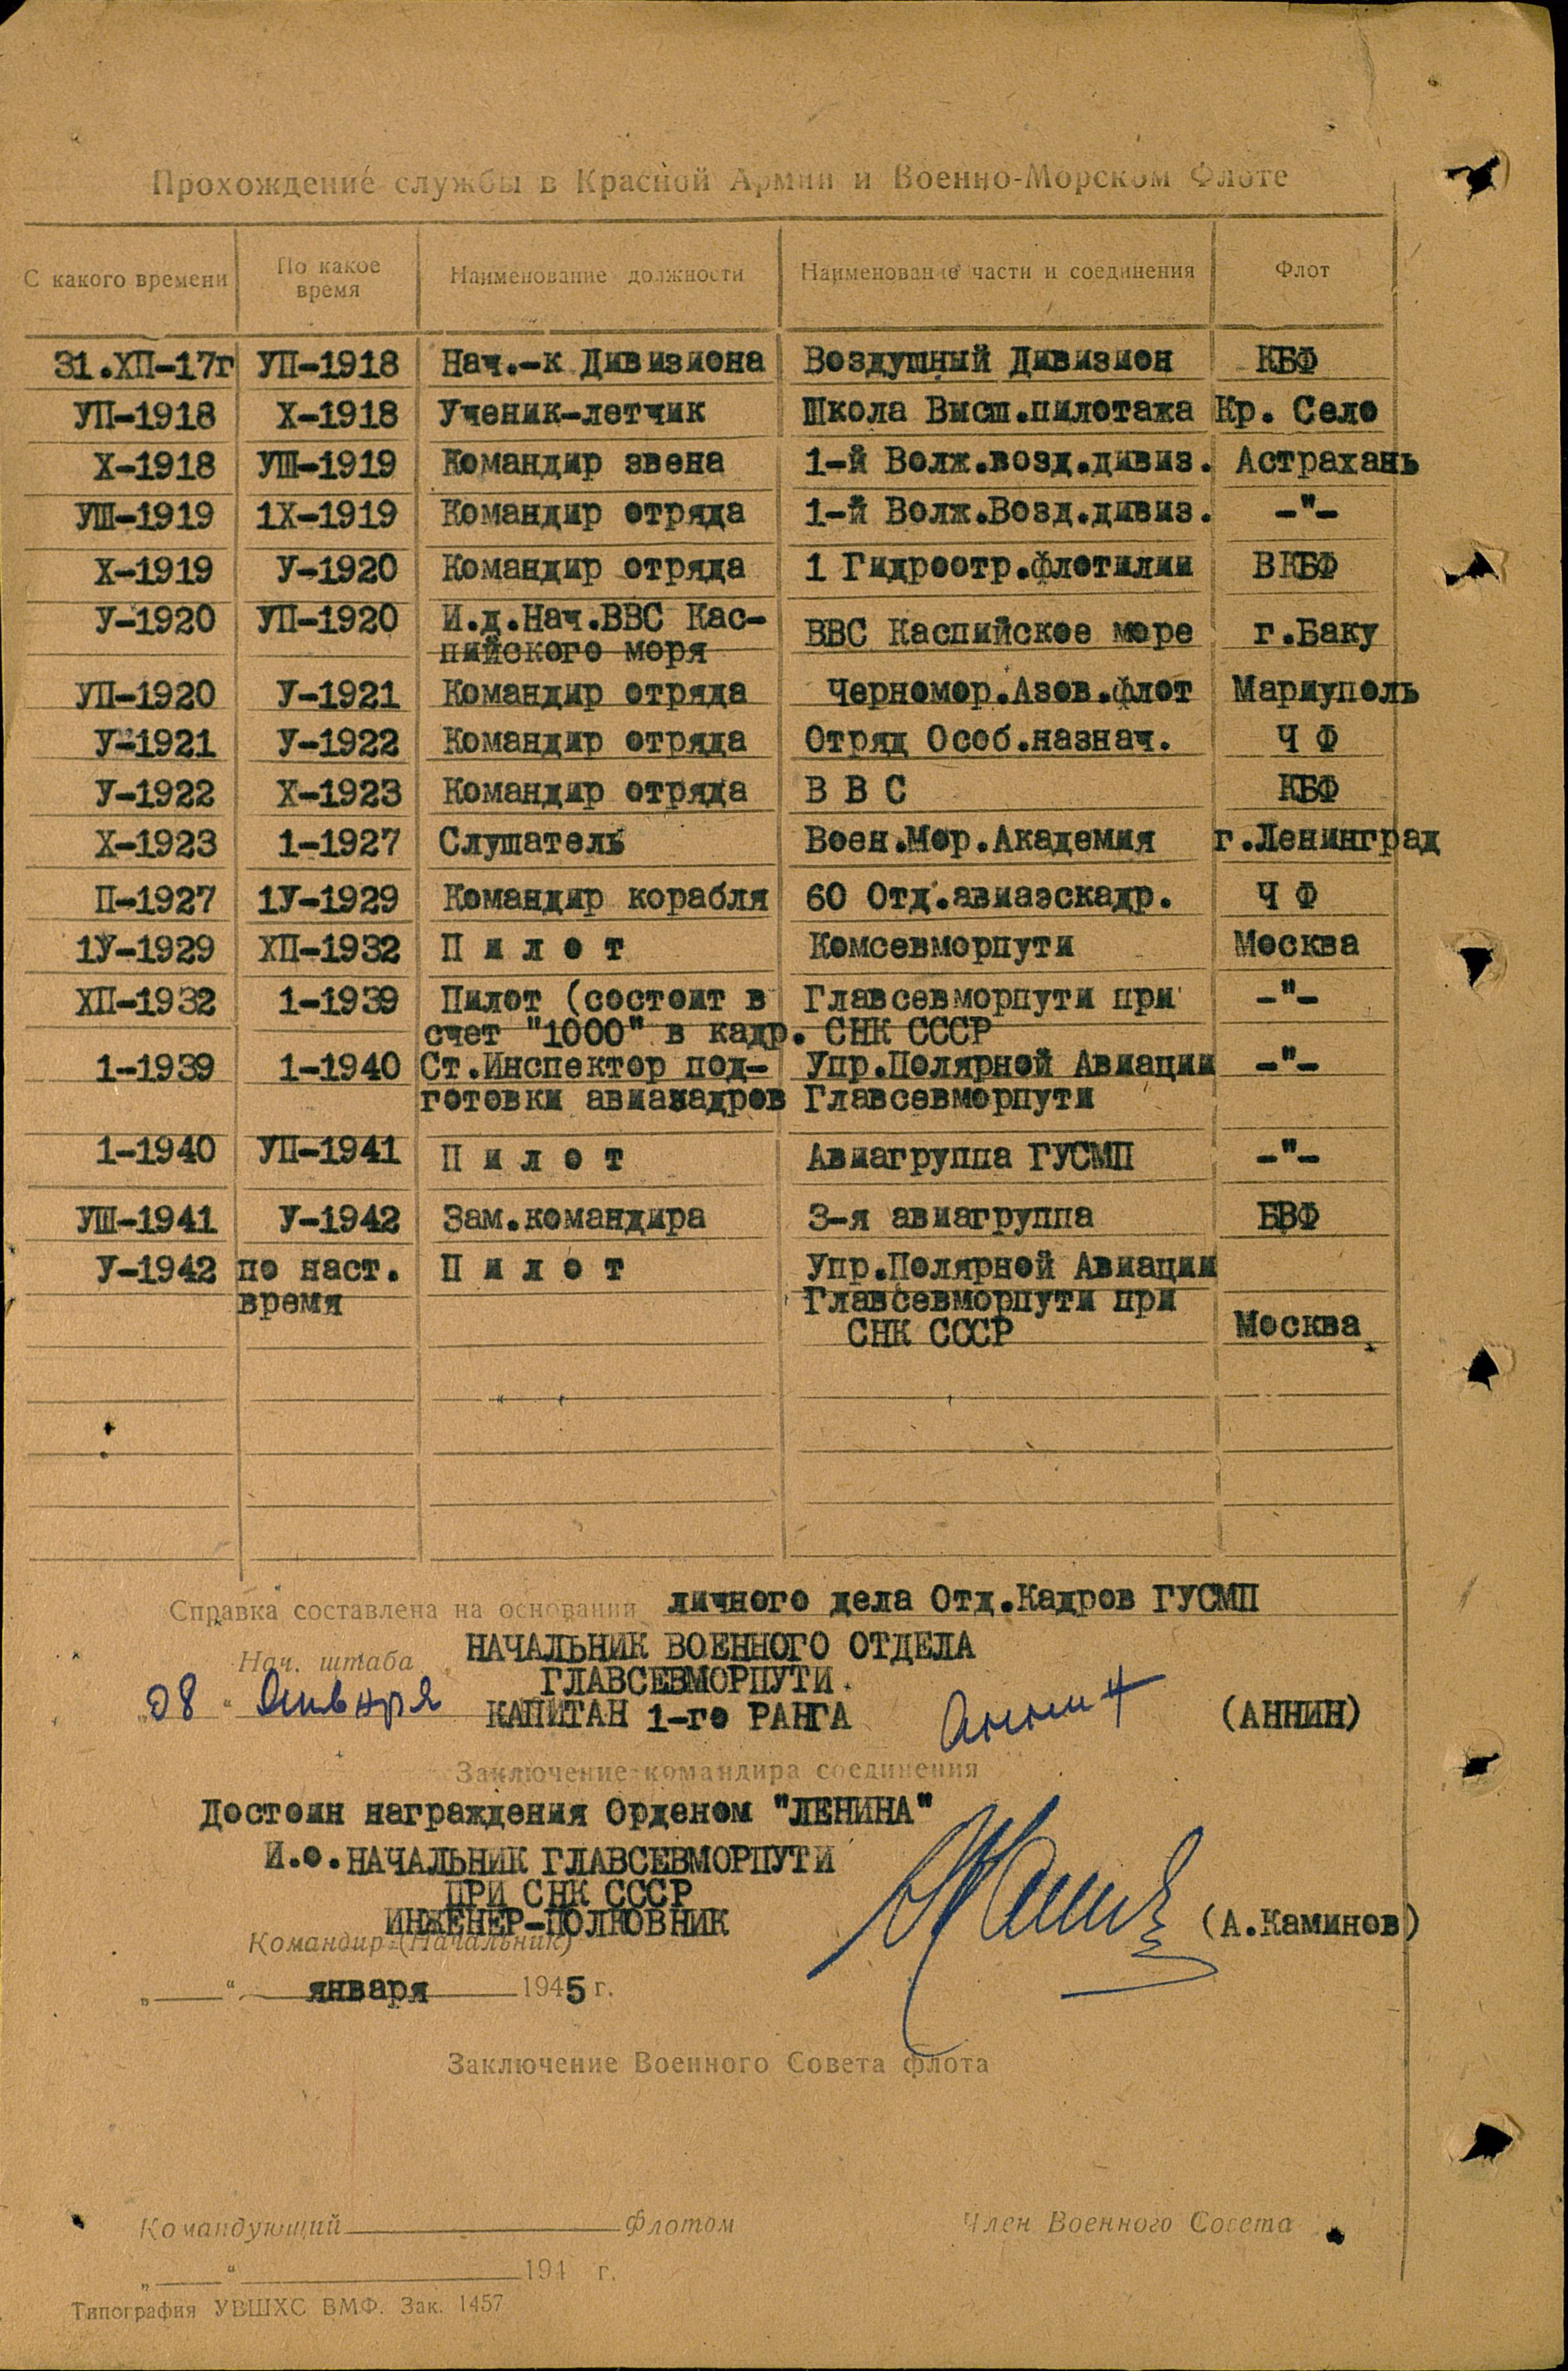 Прохождение службы в Красной Армии и Военно-Морском Флоте
С какого времени По какое время Наименование должности Наименование части и соединения Флот
31.ХП-17г УП-1918 Нач.-к Дивизиона Воздушный Дивизион КБФ
УП-1918 Х-1918 Ученик-летчик Школа Высш.пилотажа Кр. Село
Х-1918 УШ-1919 Командир звена 1-й Волж.возд.дивиз. Астрахань
УШ-1919 1Х-1919 Командир отряда 1-й Волж.Возд.дивиз. -"-
Х-1919 У-1920 Командир отряда 1 Гидроотр.флотилии ВКБФ
У-1920 УП-1920 И.д.Нач.ВВС Кас-
пийского моря ВВС Каспийское море г.Баку
УП-1920 У-1921 Командир отряда Черномор.Азов.флот Мариуполь
У-1921 У-1922 Командир отряда Отряд Особ.назнач. Ч Ф
У-1922 Х-1923 Командир отряда В В С КБФ
Х-1923 1-1927 Слушатель Воен.Мор.Академия г.Ленинград
П-1927 1У-1929 Командир корабля 60 Отд.авиаэскадр. Ч Ф
1У-1929 ХП-1932 П и л о т Комсевморпути Москва
ХП-1932 1-1939 Пилот (состоит в Главсевморпути при -"-
счет "1000" в кадр. СНК СССР
1-1939 1-1940 Ст.Инспектор под- Упр.Полярной Авиации -"-
готовки авиакадров Главсевморпути
1-1940 УП-1941 П и л о т Авиагруппа ГУСМП -"-
УШ-1941 У-1942 Зам.командира 3-я авиагруппа БВФ
У-1942 по наст. П и л о т Упр.Полярной Авиации
время Главсевморпути при
СНК СССР Москва
Справка составлена на основании личного дела Отд.Кадров ГУСМП
НАЧАЛЬНИК ВОЕННОГО ОТДЕЛА
Нач. штаба ГЛАВСЕВМОРПУТИ.
„08 “ Января КАПИТАН 1-го РАНГА Аннин (АННИН)
Заключение командира соединения
Достоин награждения Орденом "ЛЕНИНА"
И.о.НАЧАЛЬНИК ГЛАВСЕВМОРПУТИ
ПРИ СНК СССР
ИНЖЕНЕР-ПОЛКОВНИК (А.Каминов)
Командир (Начальник)
„ “ января 1945 г.
Заключение Военного Совета флота
Командующий Флотом Член Военного Совета
„ “ 194 г.
Типография УВШХС ВМФ. Зак. 1457